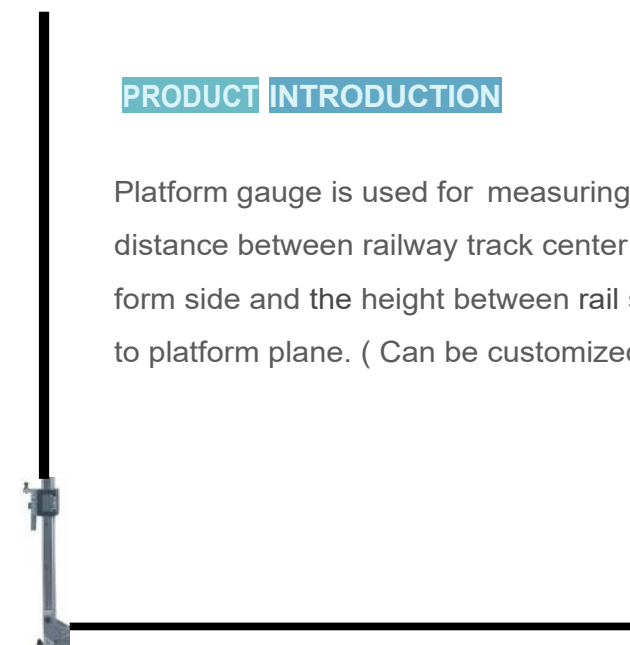 PRODUCT INTRODUCTION
Platform gauge is used for measuring
distance between railway track center
form side and the height between rail
to platform plane. ( Can be customized